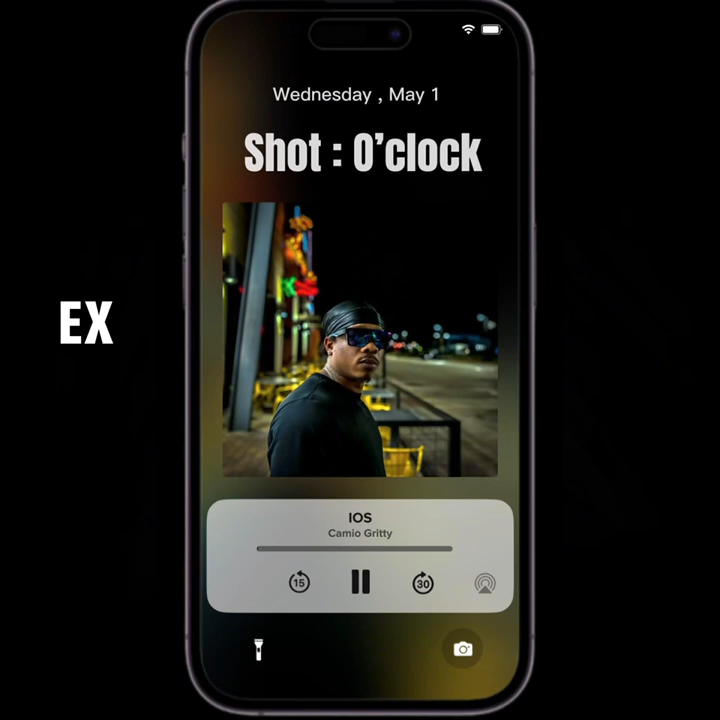 Wednesday , May 1
Shot : O’clock
EX
IOS
Camio Gritty
15
30